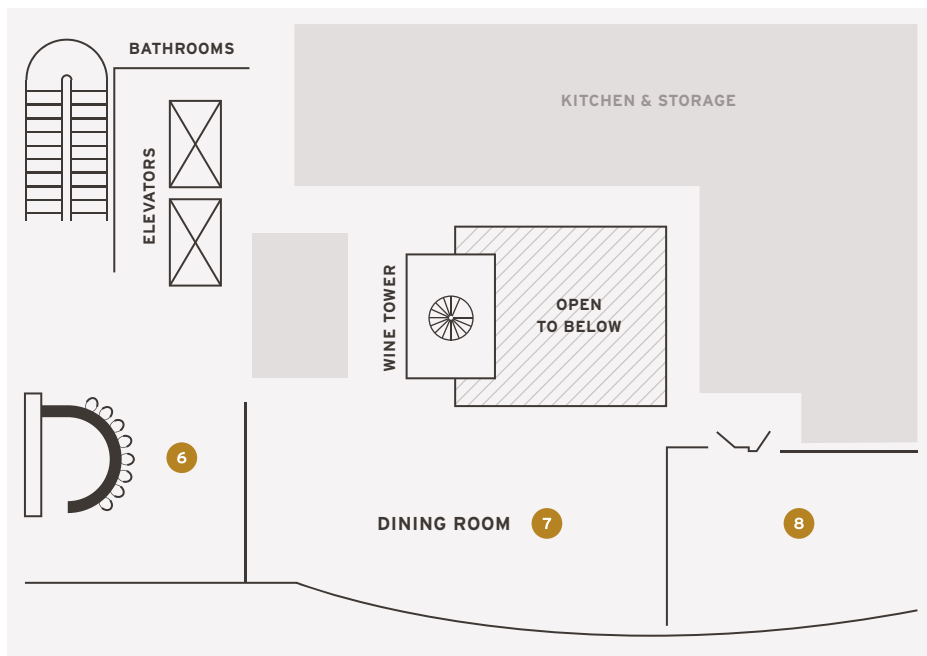 BATHROOMS
KITCHEN & STORAGE
ELEVATORS
WINE TOWER
OPEN
TO BELOW
6
DINING ROOM 7
8